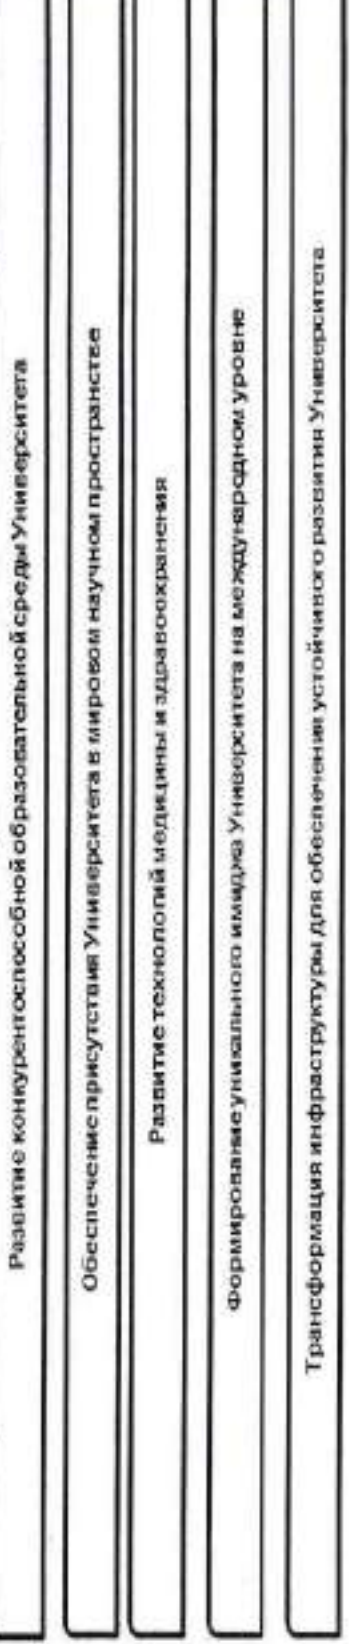 Развитие конкурентоспособной образовательной среды Университета
Обеспечение присутствия Университета в мировом научном пространстве
Развитие технологий медицины и здравоохранения
Формирование уникального имиджа Университета на международном уровне
Трансформация инфраструктуры для обеспечения устойчивого развития Университета